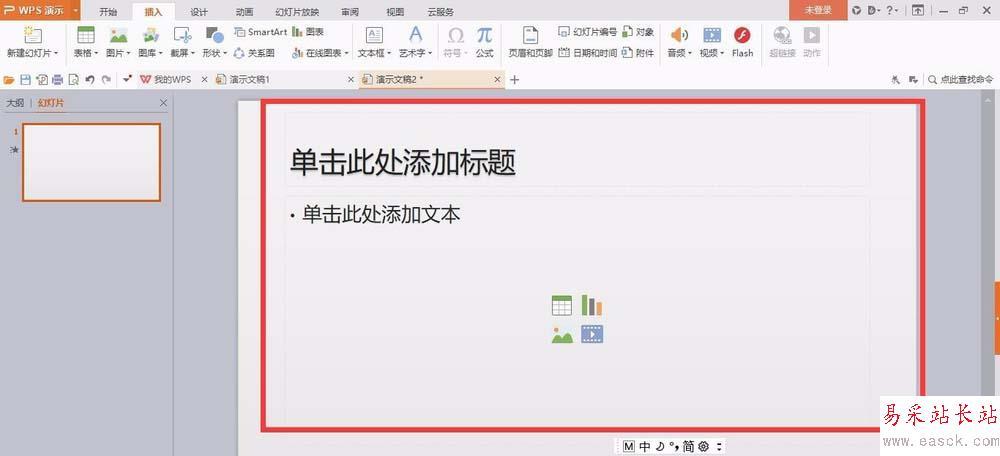 WPS 演示
开始 插入 设计 动画 幻灯片放映 审阅 视图 云服务 未登录
新建幻灯片 表格 图片 图库 截屏 形状 SmartArt 图表
关系图 在线图表
文本框 艺术字 符号 公式 页眉和页脚 幻灯片编号 对象
日期和时间 附件
音频 视频 Flash 超链接 动作
我的WPS 演示文稿1 演示文稿2 * 点此查找命令
大纲 幻灯片
1
单击此处添加标题
• 单击此处添加文本
M 中 简
易采站长站
www.easck.com